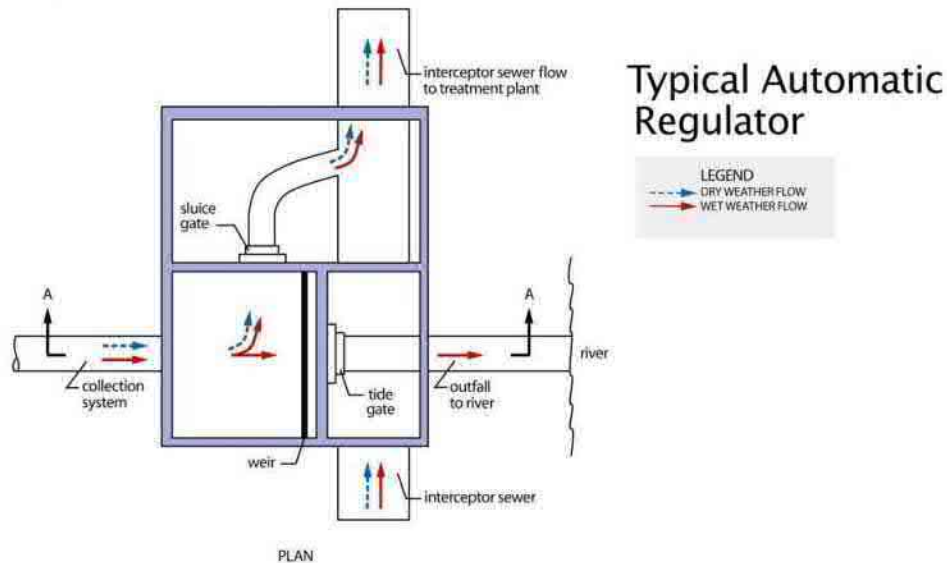 interceptor sewer flow
to treatment plant
Typical Automatic
Regulator
LEGEND
DRY WEATHER FLOW
WET WEATHER FLOW
sluice
gate
A
A
river
collection
system
tide
gate
outfall
to river
weir
interceptor sewer
PLAN